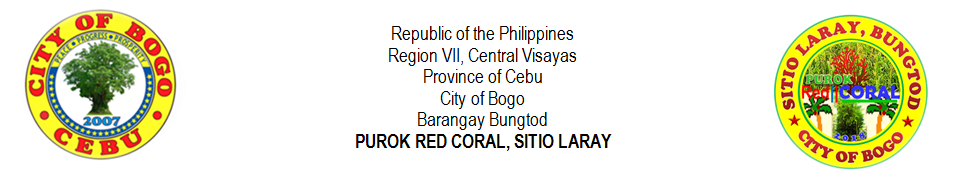 CITY OF BOGO
PEACE • PROGRESS • PROSPERITY
2007
CEBU
Republic of the Philippines
Region VII, Central Visayas
Province of Cebu
City of Bogo
Barangay Bungtod
PUROK RED CORAL, SITIO LARAY
SITIO LARAY, BUNGTOD
PUROK
Red CORAL
CITY OF BOGO